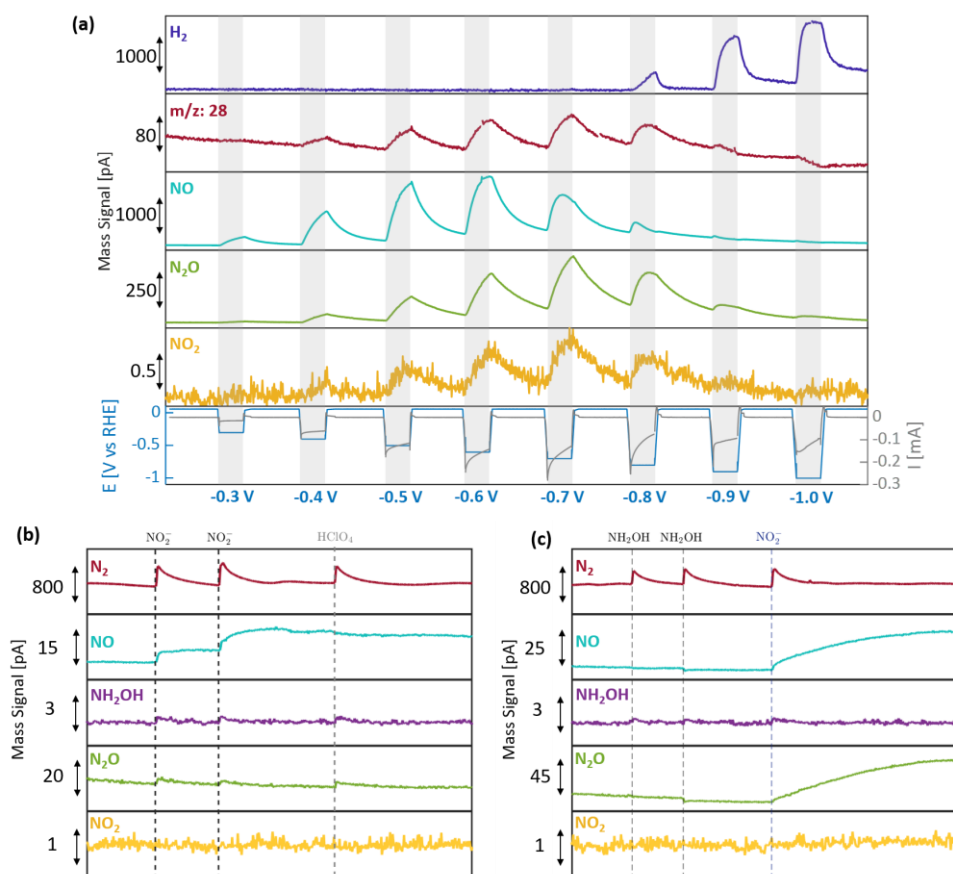 (a)
H₂
1000
m/z: 28
80
NO
1000
N₂O
250
NO₂
0.5
Mass Signal [pA]
E [V vs RHE]
0
-0.5
-1
0
-0.1
-0.2
-0.3
I [mA]
-0.3 V -0.4 V -0.5 V -0.6 V -0.7 V -0.8 V -0.9 V -1.0 V
(b)
NO₂⁻ NO₂⁻ HClO₄
N₂
800
NO
15
NH₂OH
3
N₂O
20
NO₂
1
Mass Signal [pA]
(c)
NH₂OH NH₂OH NO₂⁻
N₂
800
NO
25
NH₂OH
3
N₂O
45
NO₂
1
Mass Signal [pA]